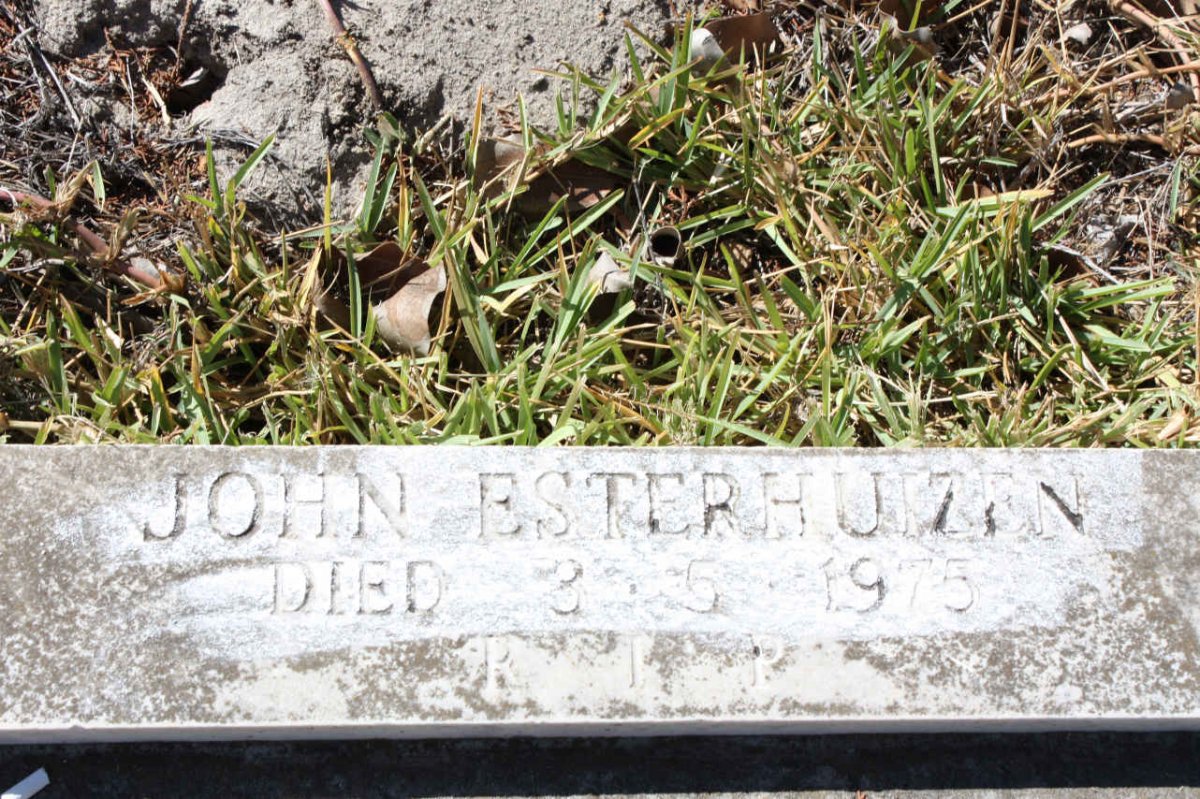 JOHN ESTERHUIZEN
DIED 3 · 5 · 1975
R I P